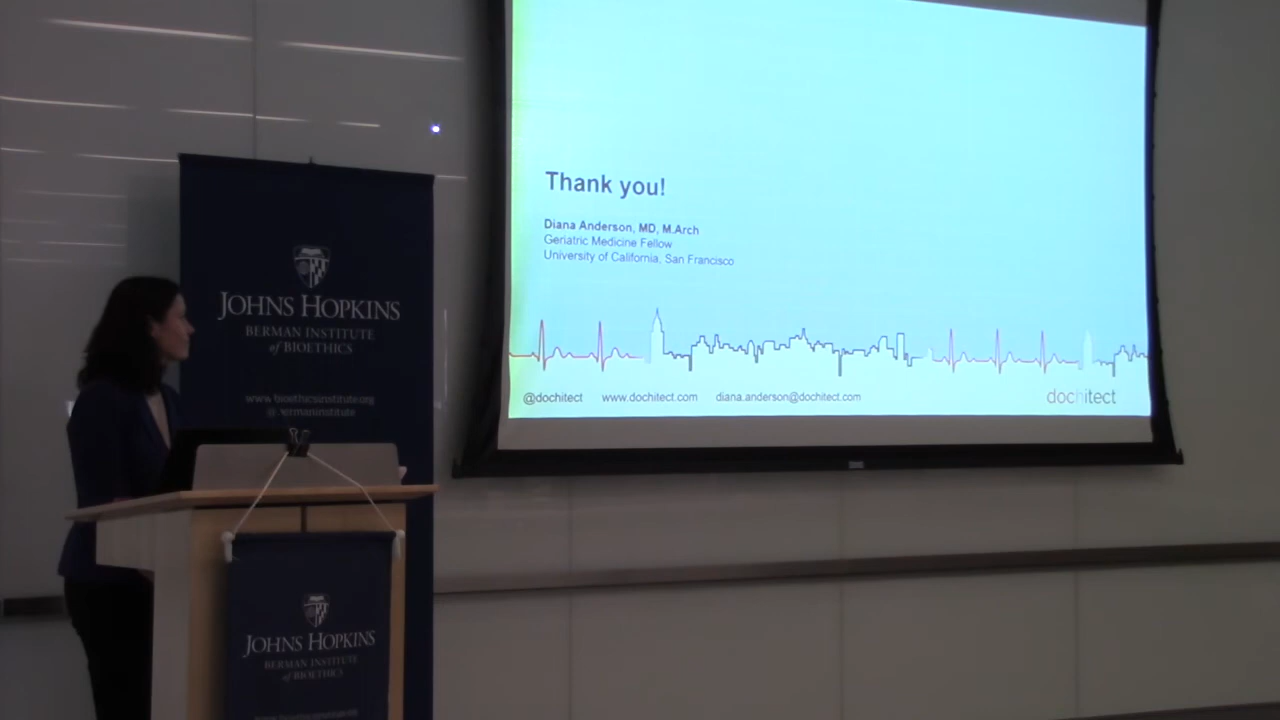 Thank you!
Diana Anderson, MD, M.Arch
Geriatric Medicine Fellow
University of California, San Francisco
@dochitect www.dochitect.com diana.anderson@dochitect.com dochitect
JOHNS HOPKINS
BERMAN INSTITUTE
of BIOETHICS
www.bioethicsinstitute.org
@bermaninstitute
JOHNS HOPKINS
BERMAN INSTITUTE
of BIOETHICS